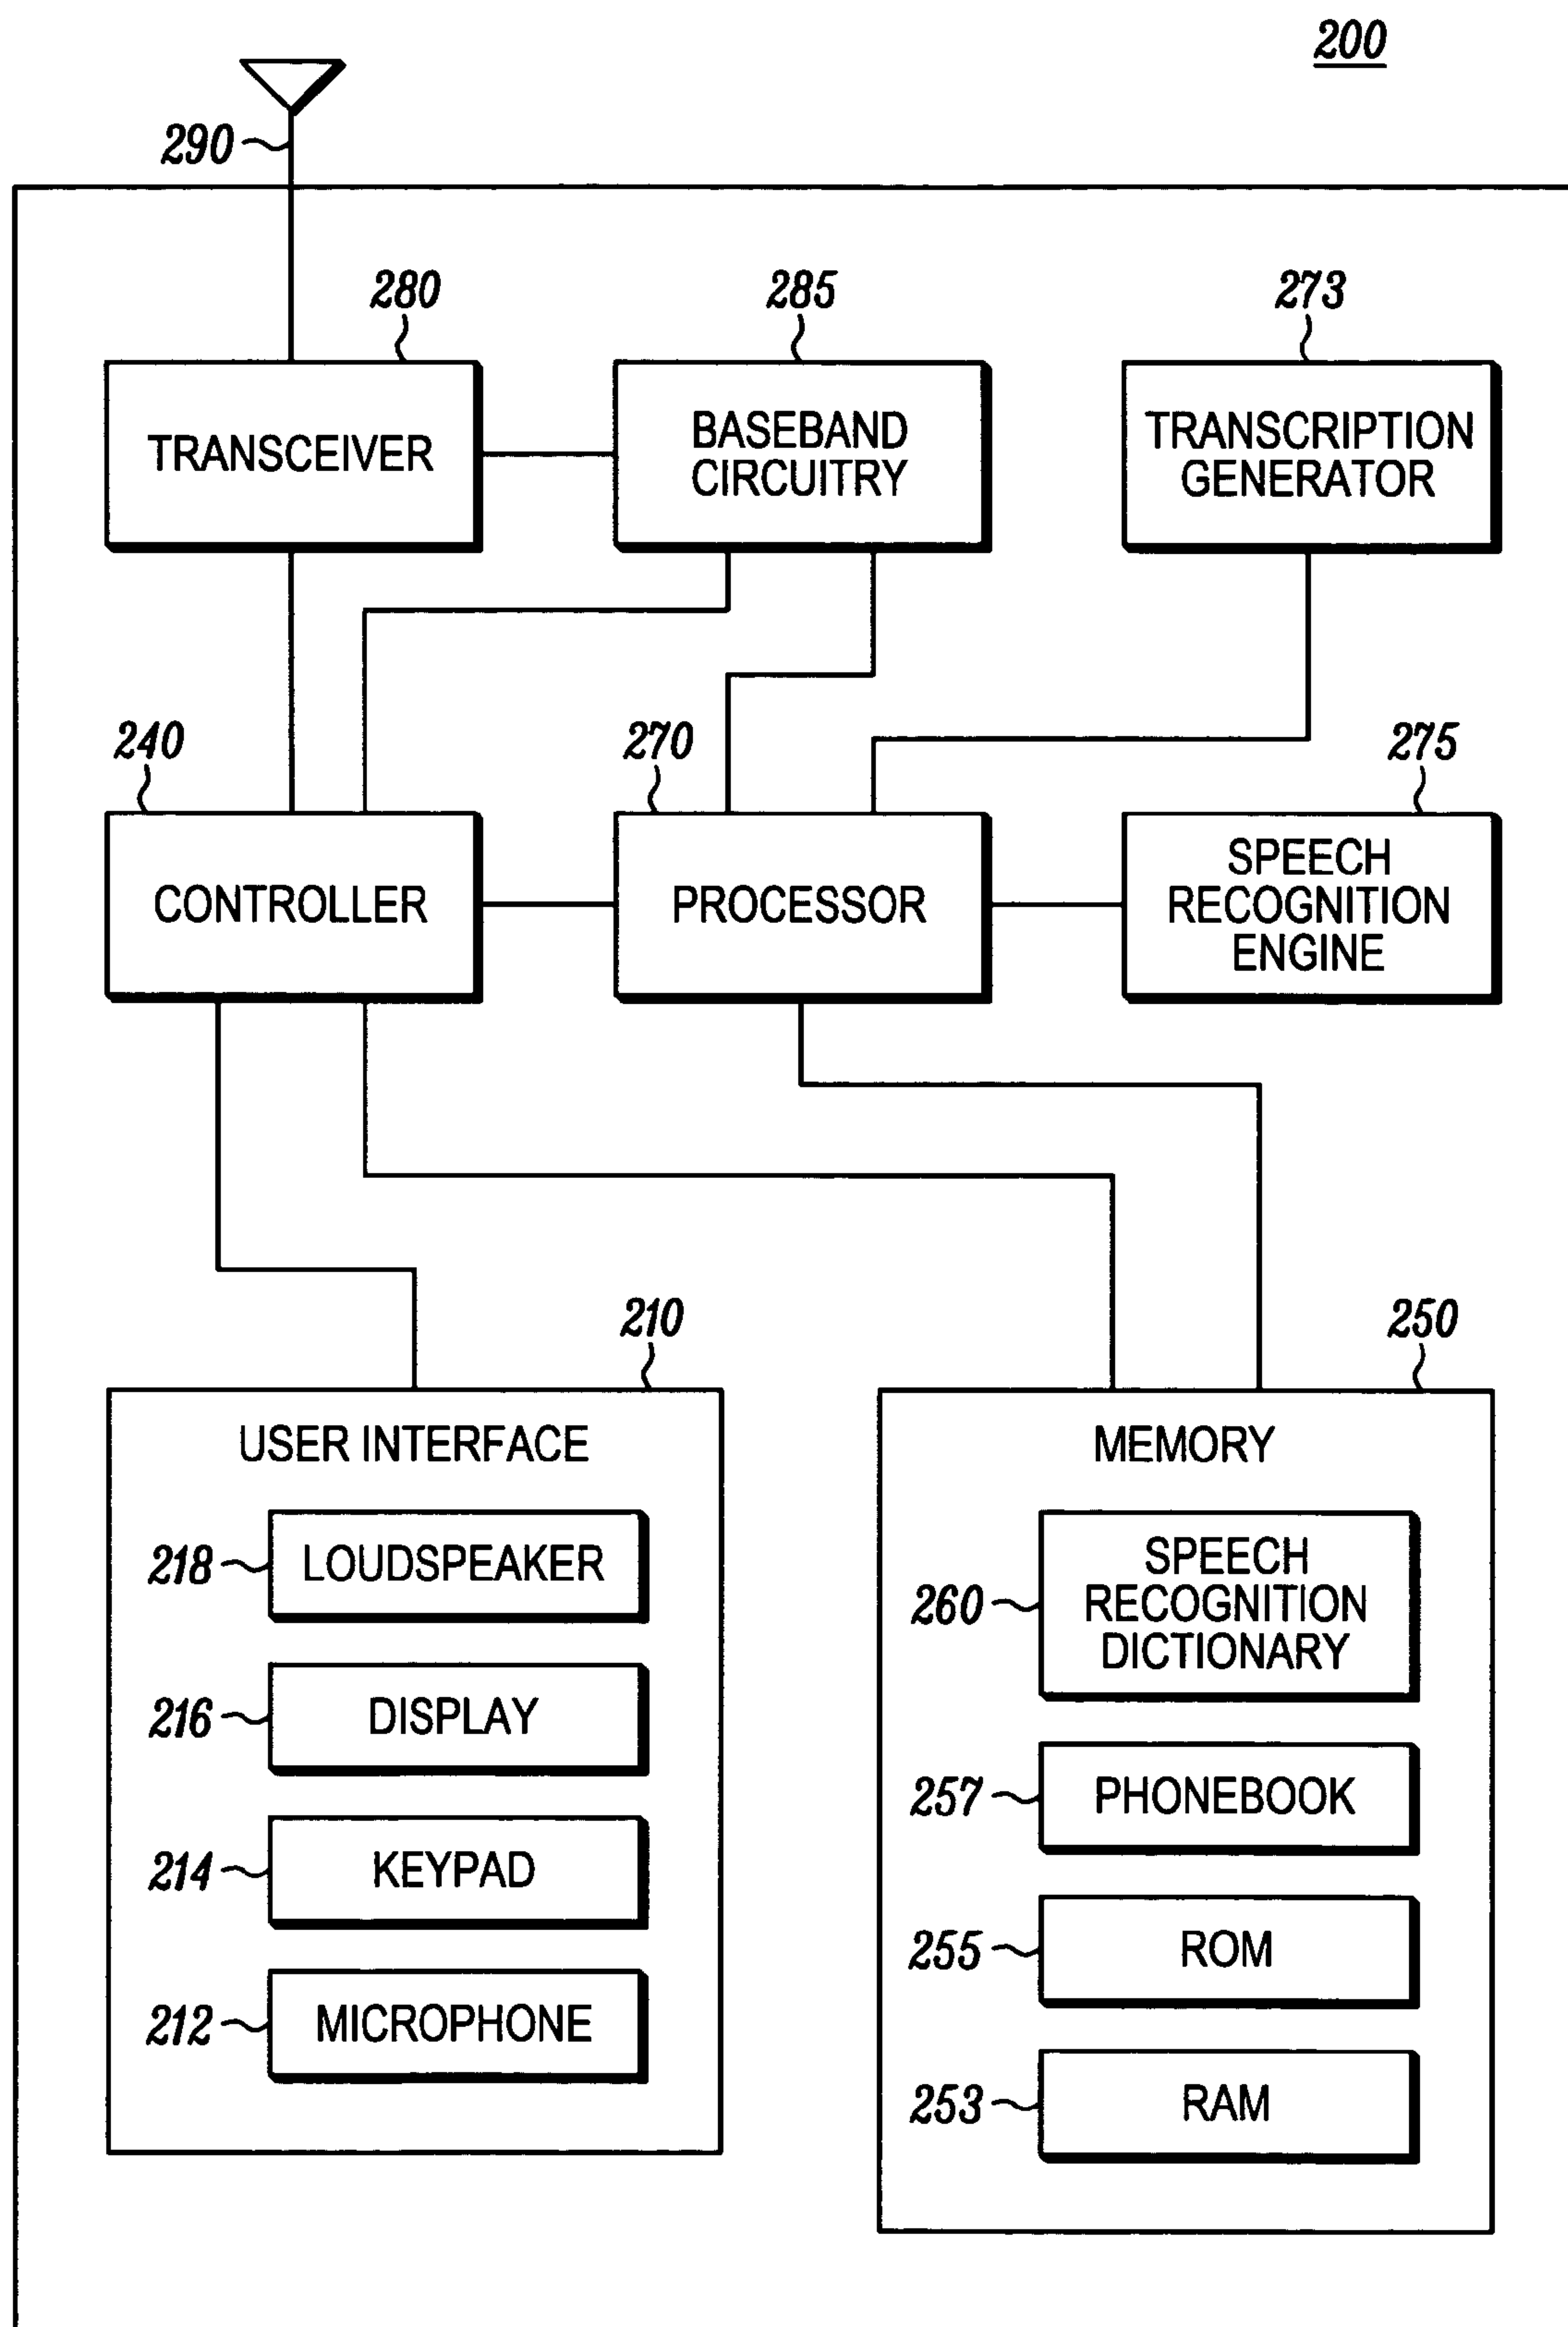 200
290
280
285
273
TRANSCEIVER
BASEBAND
CIRCUITRY
TRANSCRIPTION
GENERATOR
240
270
275
CONTROLLER
PROCESSOR
SPEECH
RECOGNITION
ENGINE
210
250
USER INTERFACE
218
LOUDSPEAKER
216
DISPLAY
214
KEYPAD
212
MICROPHONE
MEMORY
260
SPEECH
RECOGNITION
DICTIONARY
257
PHONEBOOK
255
ROM
253
RAM